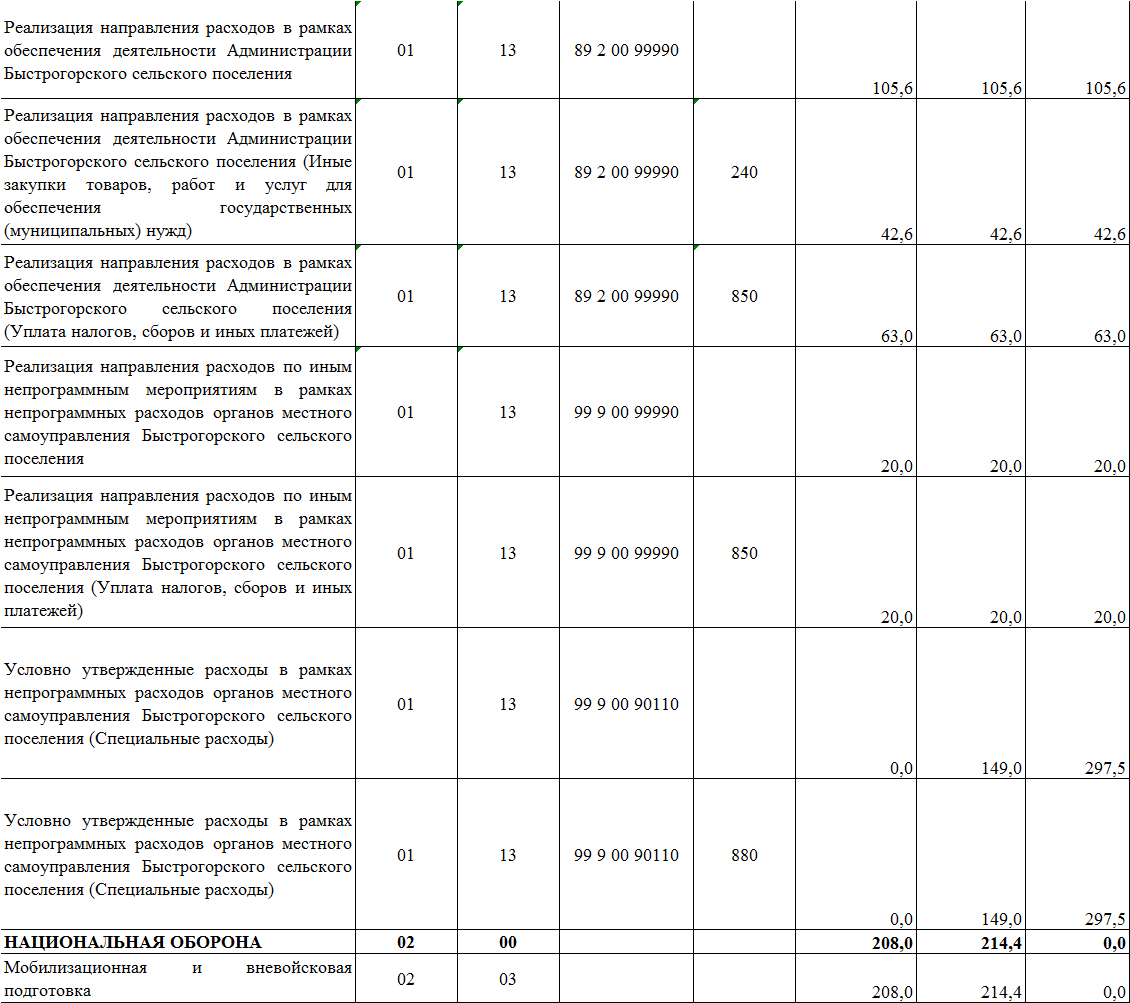 Реализация направления расходов в рамках
обеспечения деятельности Администрации
Быстрогорского сельского поселения
01 13 89 2 00 99990
105,6 105,6 105,6
Реализация направления расходов в рамках
обеспечения деятельности Администрации
Быстрогорского сельского поселения (Иные
закупки товаров, работ и услуг для
обеспечения государственных
(муниципальных) нужд)
01 13 89 2 00 99990 240
42,6 42,6 42,6
Реализация направления расходов в рамках
обеспечения деятельности Администрации
Быстрогорского сельского поселения
(Уплата налогов, сборов и иных платежей)
01 13 89 2 00 99990 850
63,0 63,0 63,0
Реализация направления расходов по иным
непрограммным мероприятиям в рамках
непрограммных расходов органов местного
самоуправления Быстрогорского сельского
поселения
01 13 99 9 00 99990
20,0 20,0 20,0
Реализация направления расходов по иным
непрограммным мероприятиям в рамках
непрограммных расходов органов местного
самоуправления Быстрогорского сельского
поселения (Уплата налогов, сборов и иных
платежей)
01 13 99 9 00 99990 850
20,0 20,0 20,0
Условно утвержденные расходы в рамках
непрограммных расходов органов местного
самоуправления Быстрогорского сельского
поселения (Специальные расходы)
01 13 99 9 00 90110
0,0 149,0 297,5
Условно утвержденные расходы в рамках
непрограммных расходов органов местного
самоуправления Быстрогорского сельского
поселения (Специальные расходы)
01 13 99 9 00 90110 880
0,0 149,0 297,5
НАЦИОНАЛЬНАЯ ОБОРОНА 02 00 208,0 214,4 0,0
Мобилизационная и вневойсковая
подготовка
02 03
208,0 214,4 0,0